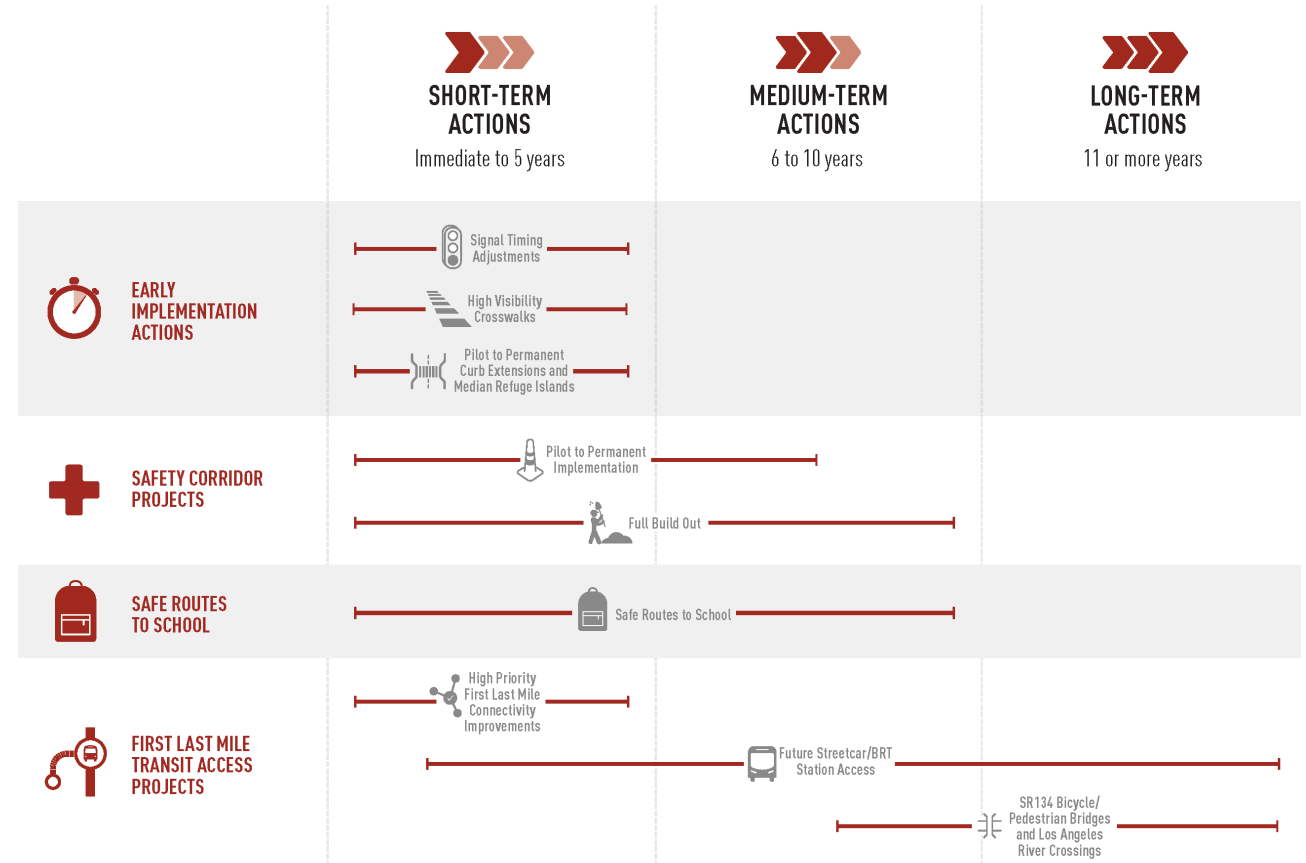 SHORT-TERM
ACTIONS
Immediate to 5 years
MEDIUM-TERM
ACTIONS
6 to 10 years
LONG-TERM
ACTIONS
11 or more years
EARLY
IMPLEMENTATION
ACTIONS
Signal Timing
Adjustments
High Visibility
Crosswalks
Pilot to Permanent
Curb Extensions and
Median Refuge Islands
SAFETY CORRIDOR
PROJECTS
Pilot to Permanent
Implementation
Full Build Out
SAFE ROUTES
TO SCHOOL
Safe Routes to School
FIRST LAST MILE
TRANSIT ACCESS
PROJECTS
High Priority
First Last Mile
Connectivity
Improvements
Future Streetcar/BRT
Station Access
SR134 Bicycle/
Pedestrian Bridges
and Los Angeles
River Crossings